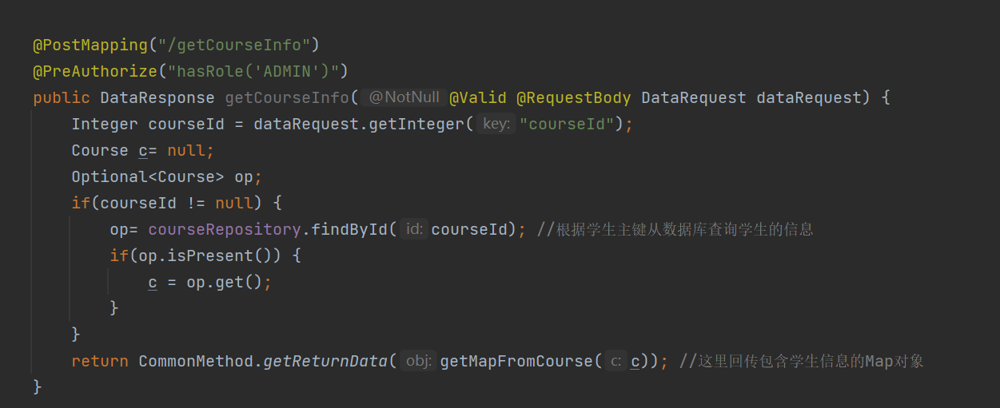 @PostMapping("/getCourseInfo")
@PreAuthorize("hasRole('ADMIN')")
public DataResponse getCourseInfo( @NotNull @Valid @RequestBody DataRequest dataRequest) {
    Integer courseId = dataRequest.getInteger( key: "courseId");
    Course c= null;
    Optional<Course> op;
    if(courseId != null) {
        op= courseRepository.findById( id: courseId); //根据学生主键从数据库查询学生的信息
        if(op.isPresent()) {
            c = op.get();
        }
    }
    return CommonMethod.getReturnData( obj: getMapFromCourse( c: c)); //这里回传包含学生信息的Map对象
}